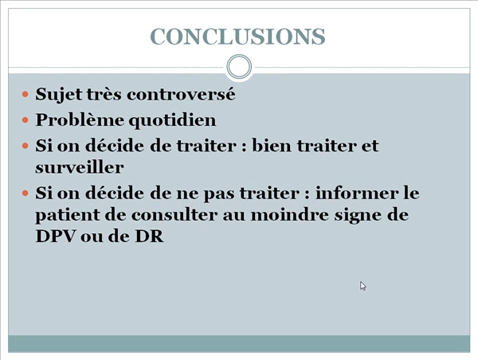 CONCLUSIONS
Sujet très controversé
Problème quotidien
Si on décide de traiter : bien traiter et
surveiller
Si on décide de ne pas traiter : informer le
patient de consulter au moindre signe de
DPV ou de DR